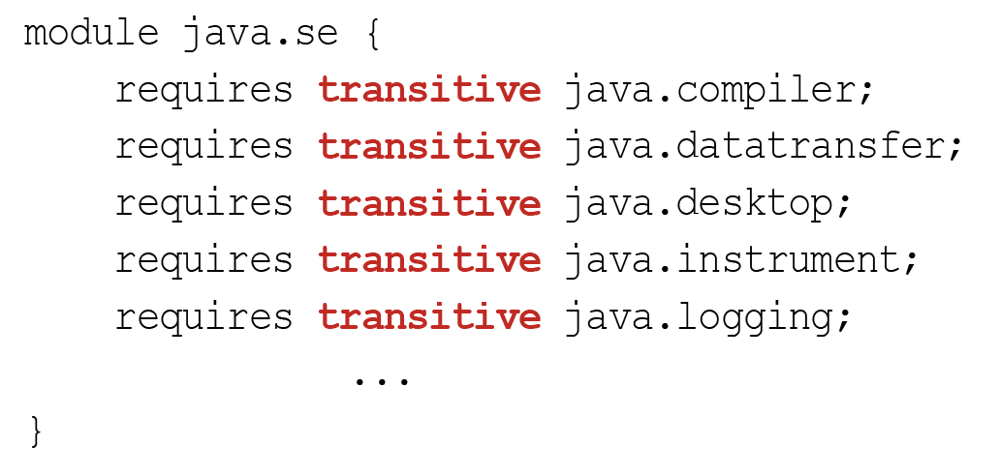 module java.se {
requires transitive java.compiler;
requires transitive java.datatransfer;
requires transitive java.desktop;
requires transitive java.instrument;
requires transitive java.logging;
...
}